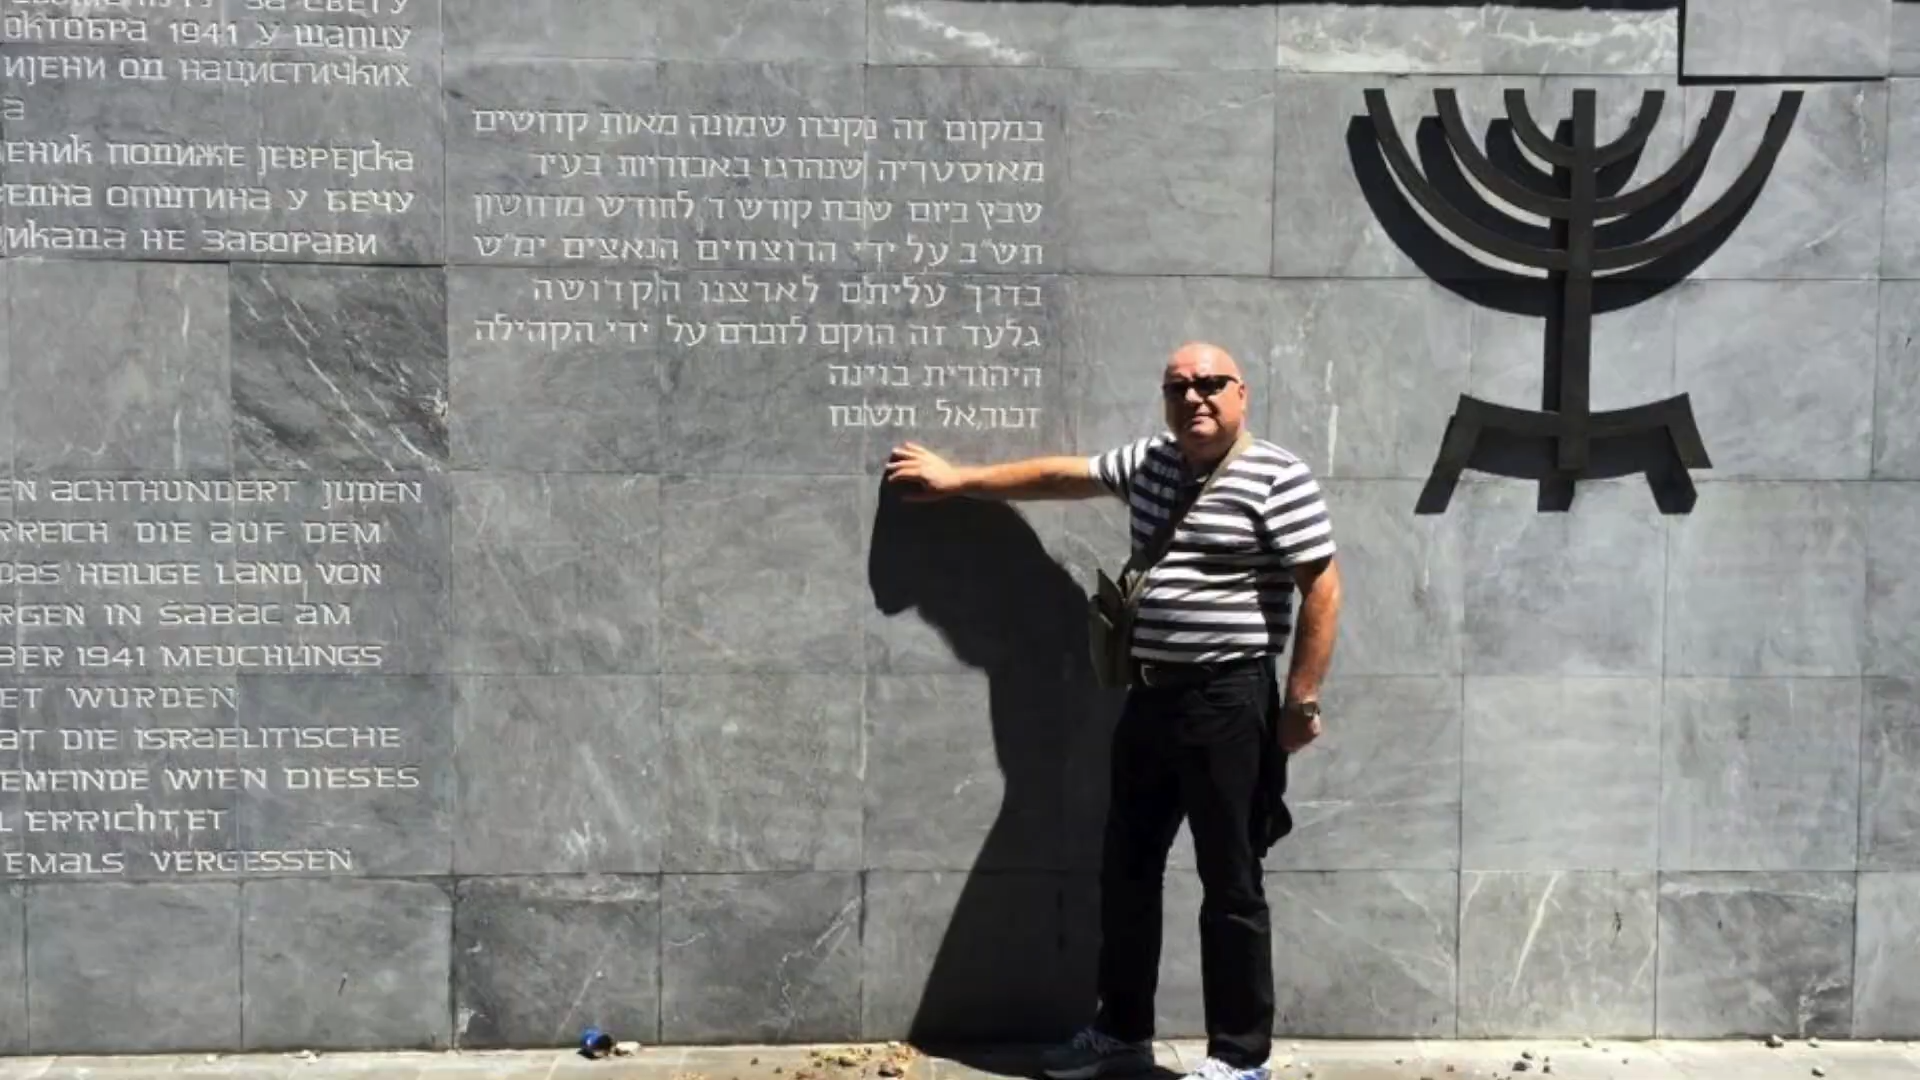 ОКТОБРА 1941 У ШАПЦУ
ИЈЕНИ ОД НАЦИСТИЧКИХ
А
ЕНИК ПОДИЖЕ ЈЕВРЕЈСКА
ЕДНА ОПШТИНА У БЕЧУ
ИКАДА НЕ ЗАБОРАВИ
במקום זה נקברו שמונה מאות קדושים
מאוסטריה שנהרגו באכזריות בעיר
שבץ ביום שבת קודש ד' לחודש מרחשון
תש"ב על ידי הרוצחים הנאצים ימ"ש
בדרך עליתם לארצנו הקדושה
גלעד זה הוקם לזכרם על ידי הקהילה
היהודית בוינה
זכור אל תשכח
EN ACHTHUNDERT JUDEN
RREICH DIE AUF DEM
DAS HEILIGE LAND VON
RGEN IN SABAC AM
BER 1941 MEUCHLINGS
ET WURDEN
AT DIE ISRAELITISCHE
EMEINDE WIEN DIESES
L ERRICHTET
EMALS VERGESSEN